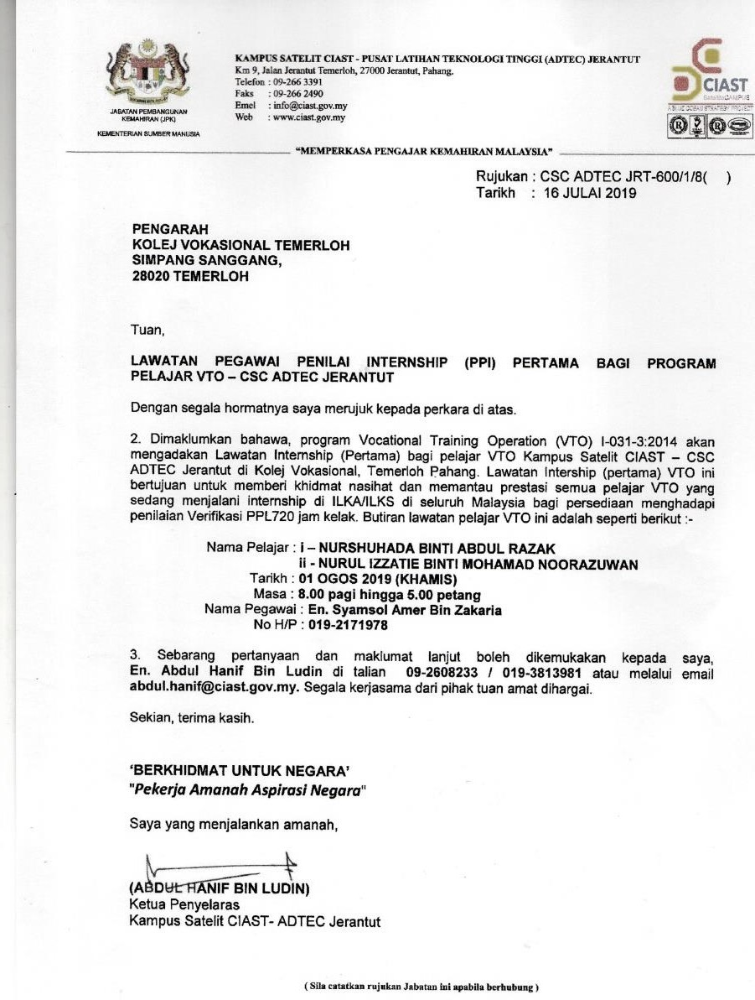 KAMPUS SATELIT CIAST - PUSAT LATIHAN TEKNOLOGI TINGGI (ADTEC) JERANTUT
Km 9, Jalan Jerantut Temerloh, 27000 Jerantut, Pahang.
Telefon : 09-266 3391
Faks : 09-266 2490
Emel : info@ciast.gov.my
Web : www.ciast.gov.my
JABATAN PEMBANGUNAN
KEMAHIRAN (JPK)
KEMENTERIAN SUMBER MANUSIA
CIAST
SatelliteCAMPUS
A BLUE OCEAN STRATEGY PROJECT
“MEMPERKASA PENGAJAR KEMAHIRAN MALAYSIA”
Rujukan : CSC ADTEC JRT-600/1/8( )
Tarikh : 16 JULAI 2019
PENGARAH
KOLEJ VOKASIONAL TEMERLOH
SIMPANG SANGGANG,
28020 TEMERLOH
Tuan,
LAWATAN PEGAWAI PENILAI INTERNSHIP (PPI) PERTAMA BAGI PROGRAM
PELAJAR VTO – CSC ADTEC JERANTUT
Dengan segala hormatnya saya merujuk kepada perkara di atas.
2. Dimaklumkan bahawa, program Vocational Training Operation (VTO) I-031-3:2014 akan
mengadakan Lawatan Internship (Pertama) bagi pelajar VTO Kampus Satelit CIAST – CSC
ADTEC Jerantut di Kolej Vokasional, Temerloh Pahang. Lawatan Intership (pertama) VTO ini
bertujuan untuk memberi khidmat nasihat dan memantau prestasi semua pelajar VTO yang
sedang menjalani internship di ILKA/ILKS di seluruh Malaysia bagi persediaan menghadapi
penilaian Verifikasi PPL720 jam kelak. Butiran lawatan pelajar VTO ini adalah seperti berikut :-
Nama Pelajar : i – NURSHUHADA BINTI ABDUL RAZAK
ii - NURUL IZZATIE BINTI MOHAMAD NOORAZUWAN
Tarikh : 01 OGOS 2019 (KHAMIS)
Masa : 8.00 pagi hingga 5.00 petang
Nama Pegawai : En. Syamsol Amer Bin Zakaria
No H/P : 019-2171978
3. Sebarang pertanyaan dan maklumat lanjut boleh dikemukakan kepada saya,
En. Abdul Hanif Bin Ludin di talian 09-2608233 / 019-3813981 atau melalui email
abdul.hanif@ciast.gov.my. Segala kerjasama dari pihak tuan amat dihargai.
Sekian, terima kasih.
‘BERKHIDMAT UNTUK NEGARA’
"Pekerja Amanah Aspirasi Negara"
Saya yang menjalankan amanah,
(ABDUL HANIF BIN LUDIN)
Ketua Penyelaras
Kampus Satelit CIAST- ADTEC Jerantut
( Sila catatkan rujukan Jabatan ini apabila berhubung )